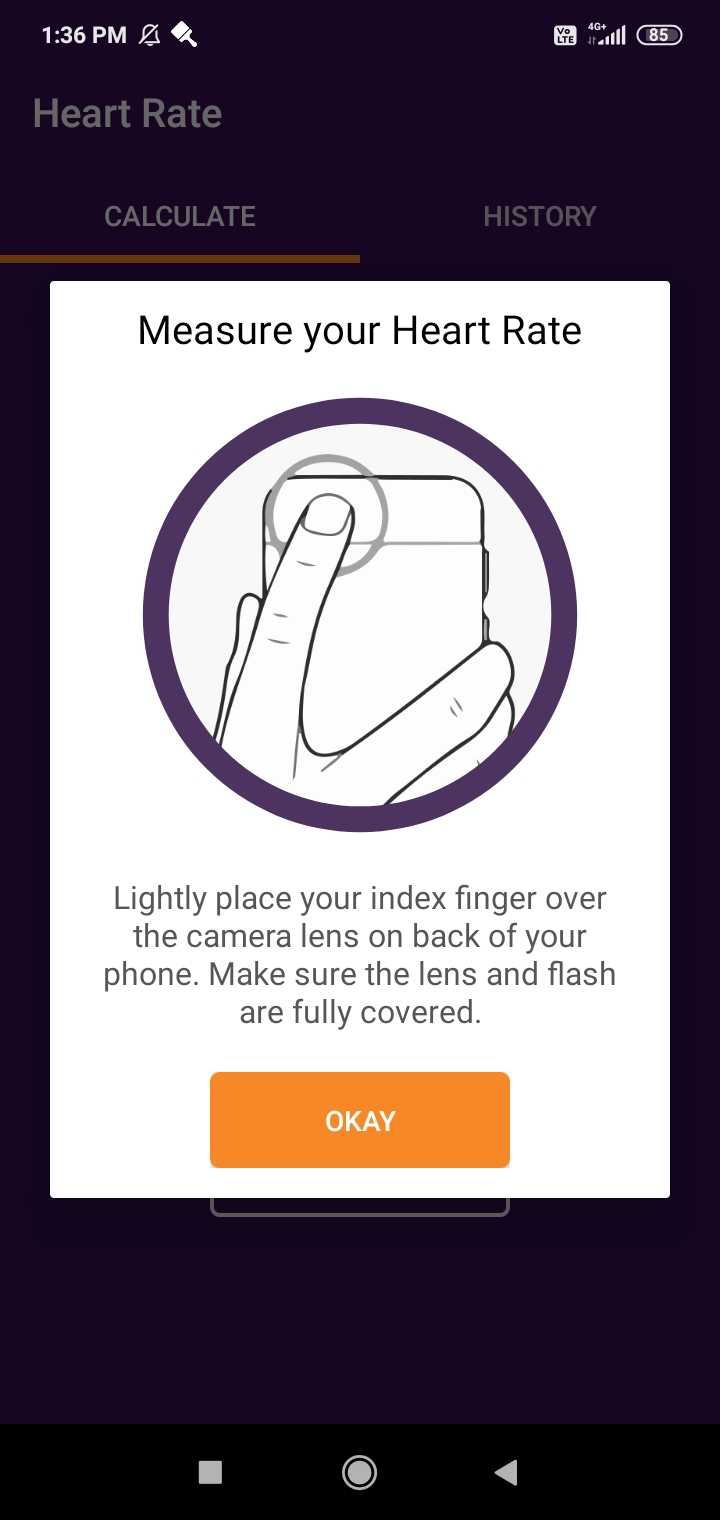 1:36 PM
Vo LTE 4G+ 85
Heart Rate
CALCULATE HISTORY
Measure your Heart Rate
Lightly place your index finger over
the camera lens on back of your
phone. Make sure the lens and flash
are fully covered.
OKAY